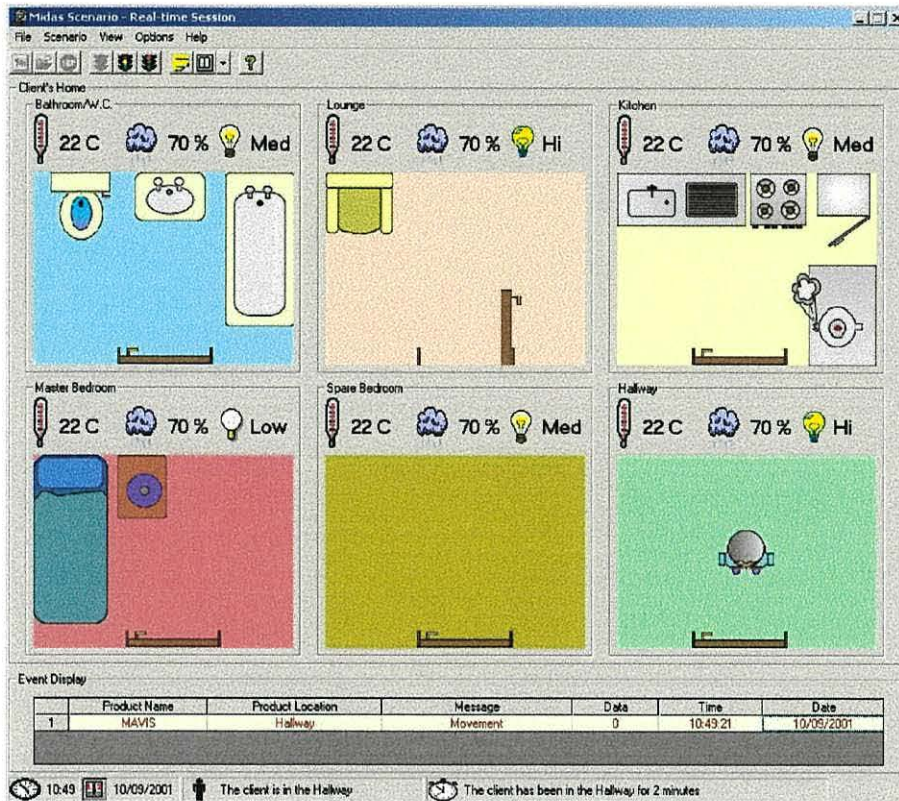 Midas Scenario - Real-time Session
File Scenario View Options Help
Client's Home
Bathroom/W.C. Lounge Kitchen
22 C 70 % Med 22 C 70 % Hi 22 C 70 % Med
Master Bedroom Spare Bedroom Hallway
22 C 70 % Low 22 C 70 % Med 22 C 70 % Hi
Event Display
Product Name Product Location Message Data Time Date
1 MAVIS Hallway Movement 0 10:49:21 10/09/2001
10:49 10/09/2001 The client is in the Hallway The client has been in the Hallway for 2 minutes